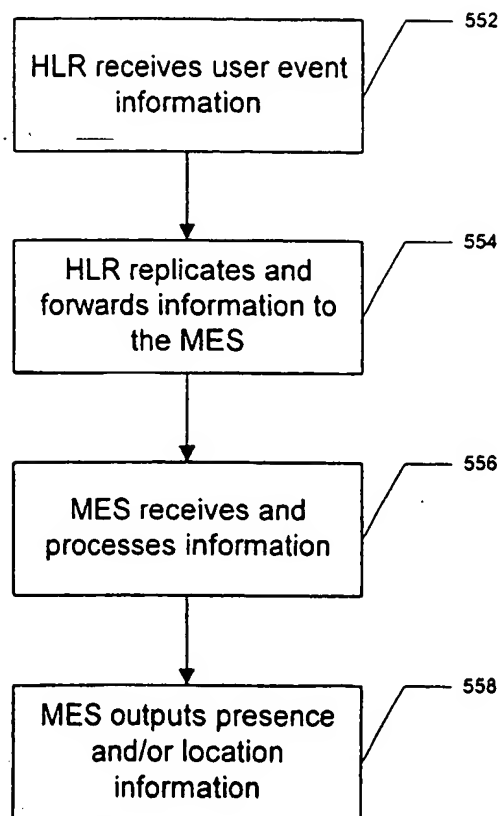 552
HLR receives user event
information
554
HLR replicates and
forwards information to
the MES
556
MES receives and
processes information
558
MES outputs presence
and/or location
information